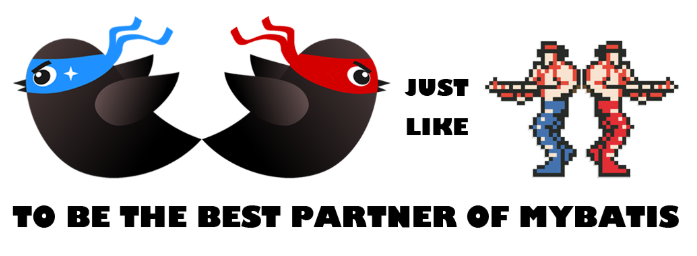 JUST
LIKE
TO BE THE BEST PARTNER OF MYBATIS